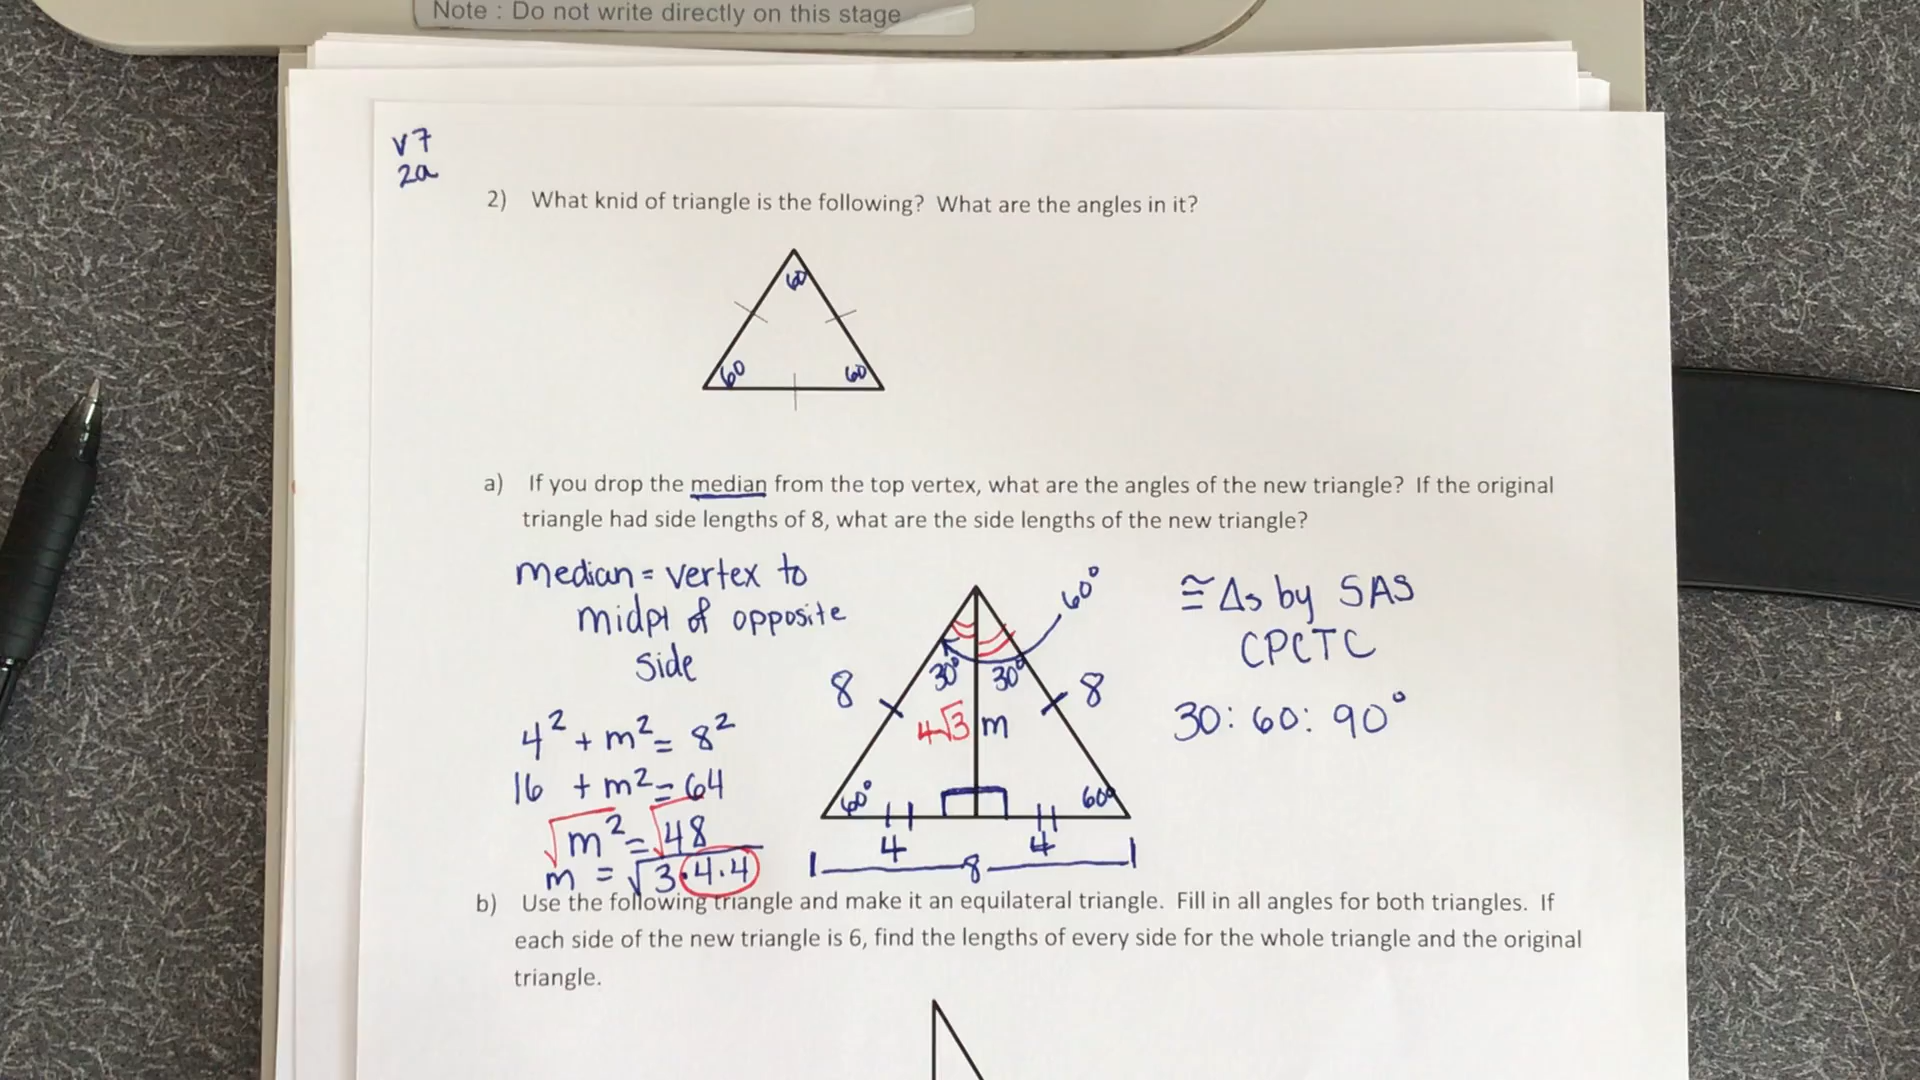 Note : Do not write directly on this stage
v7
2a
2) What knid of triangle is the following? What are the angles in it?
60
60
60
a) If you drop the median from the top vertex, what are the angles of the new triangle? If the original
triangle had side lengths of 8, what are the side lengths of the new triangle?
median = vertex to
midpt of opposite
side
4² + m² = 8²
16 + m² = 64
√m² = √48
m = √3·4·4
60°
30° 30°
8
8
4√3 m
60° 60°
4 4
8
≅ Δs by SAS
CPCTC
30: 60: 90°
b) Use the following triangle and make it an equilateral triangle. Fill in all angles for both triangles. If
each side of the new triangle is 6, find the lengths of every side for the whole triangle and the original
triangle.